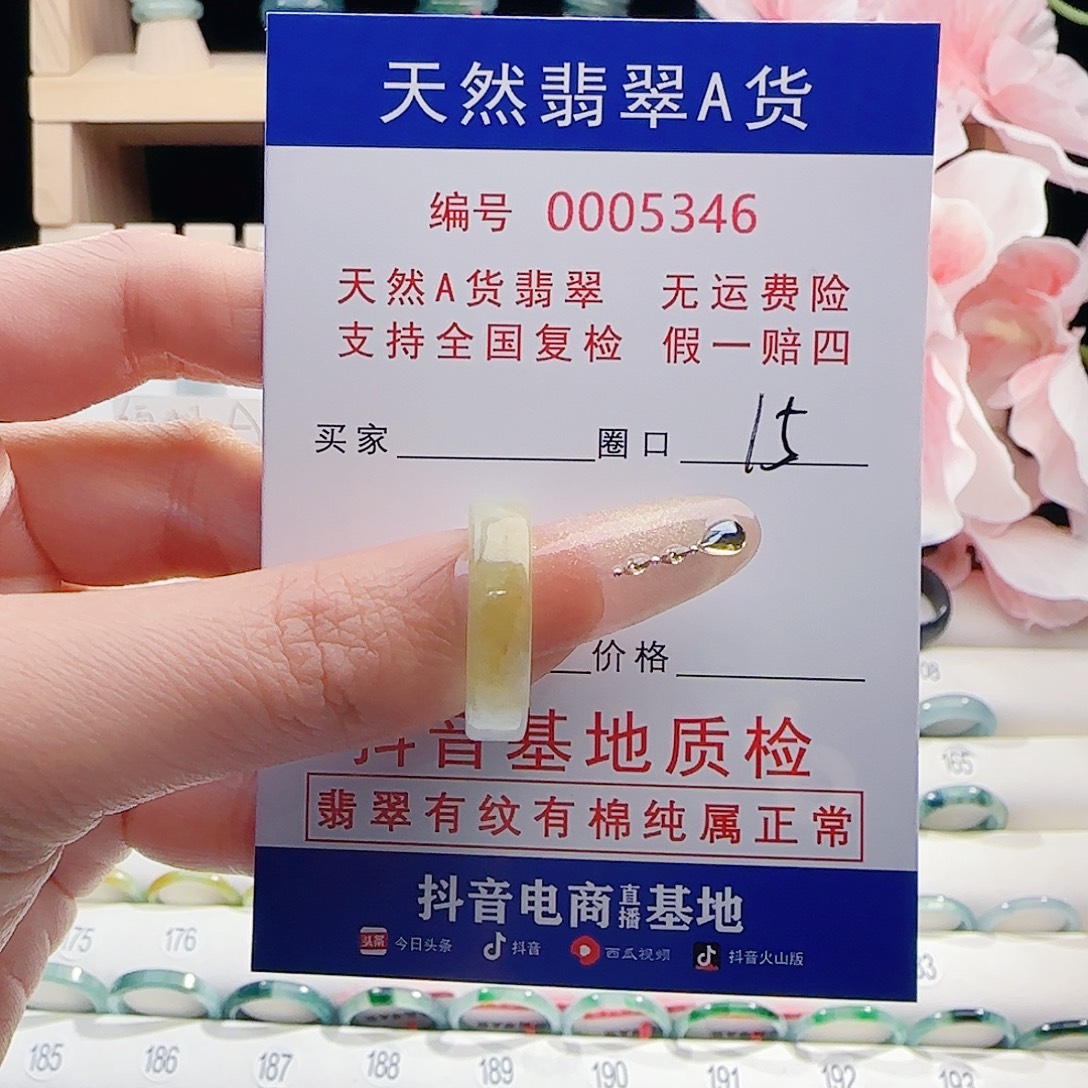 天然翡翠A货
编号 0005346
天然A货翡翠 无运费险
支持全国复检 假一赔四
买家 圈口 15
价格
抖音基地质检
翡翠有纹有棉纯属正常
抖音电商直播基地
头条 今日头条 抖音 西瓜视频 抖音火山版
165
175 176
185 186 187 188 189 190 191 192 193